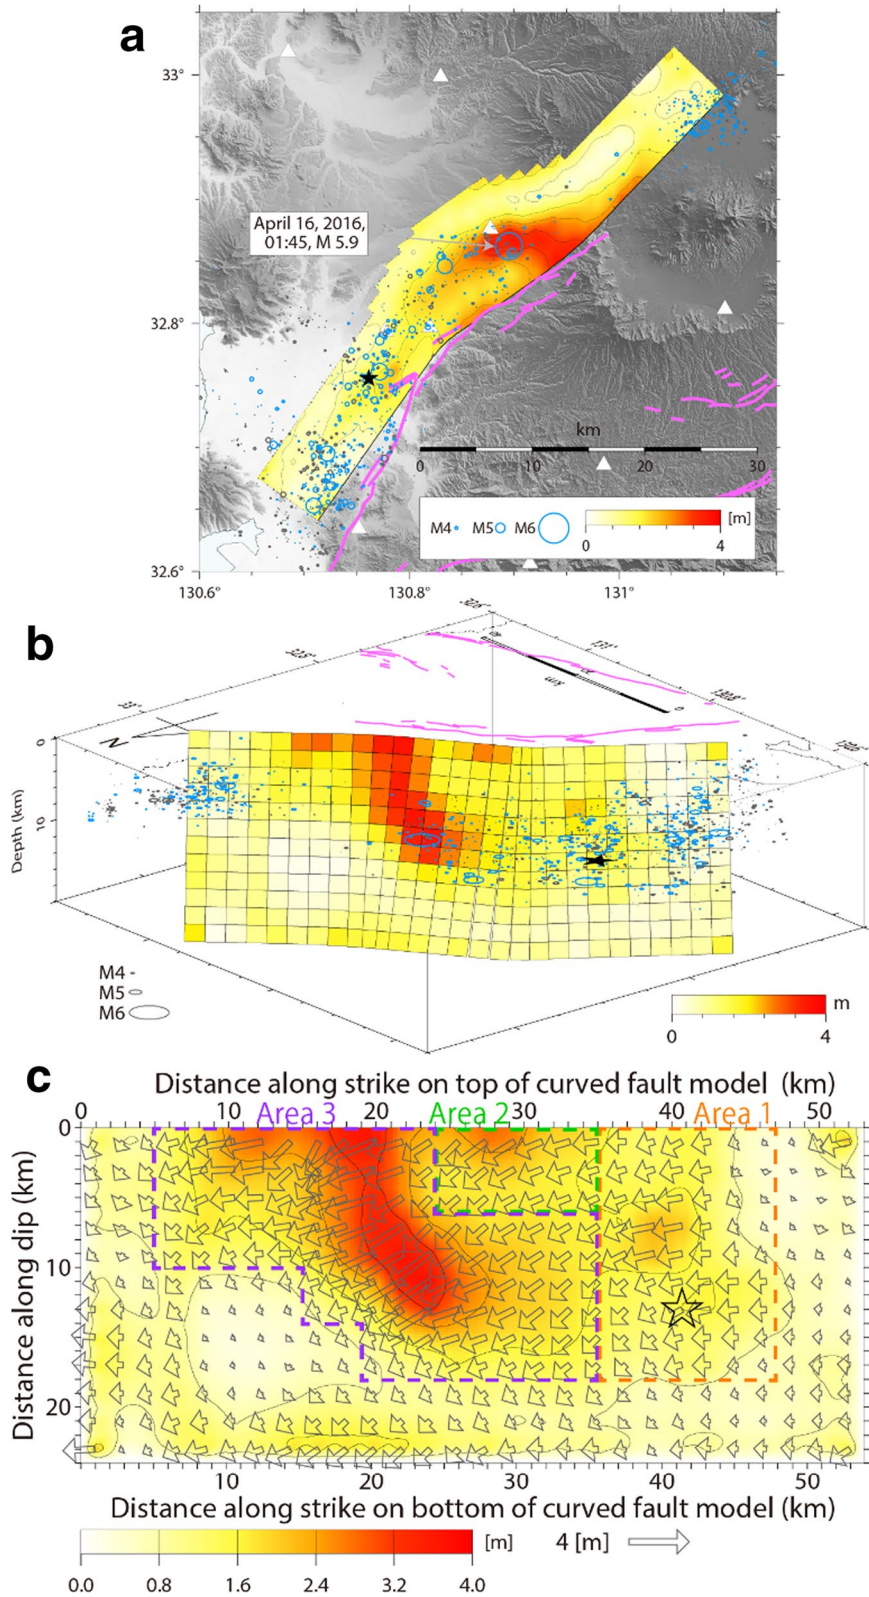 a
33°
April 16, 2016,
01:45, M 5.9
32.8°
km
0 10 20 30
M4 M5 M6 [m]
0 4
32.6°
130.6° 130.8° 131°
b
131°
33°
km
0
N
0
10
Depth (km)
M4
M5
M6
m
0 4
c
Distance along strike on top of curved fault model (km)
0 10 20 30 40 50
Area 3 Area 2 Area 1
0
10
20
Distance along dip (km)
10 20 30 40 50
Distance along strike on bottom of curved fault model (km)
[m] 4 [m]
0.0 0.8 1.6 2.4 3.2 4.0